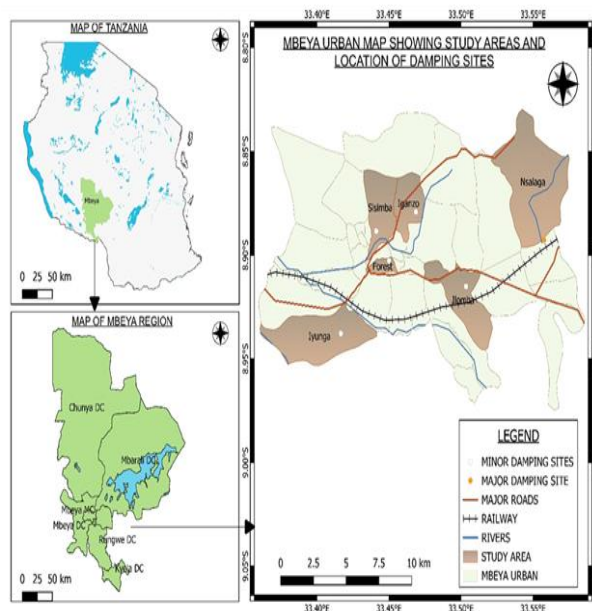 MAP OF TANZANIA
Mbeya
0 25 50 km
MAP OF MBEYA REGION
Chunya DC
Mbarali DC
Mbeya MC
Mbeya DC
Rungwe DC
Kyela DC
0 25 50 km
33.40°E 33.45°E 33.50°E 33.55°E
MBEYA URBAN MAP SHOWING STUDY AREAS AND
LOCATION OF DAMPING SITES
8.80°S
8.85°S
8.90°S
8.95°S
9.00°S
9.05°S
Nsalaga
Sisimba
Iganzo
Forest
Ilomba
Iyunga
LEGEND
MINOR DAMPING SITES
MAJOR DAMPING SITE
MAJOR ROADS
RAILWAY
RIVERS
STUDY AREA
MBEYA URBAN
0 2.5 5 7.5 10 km
33.40°E 33.45°E 33.50°E 33.55°E